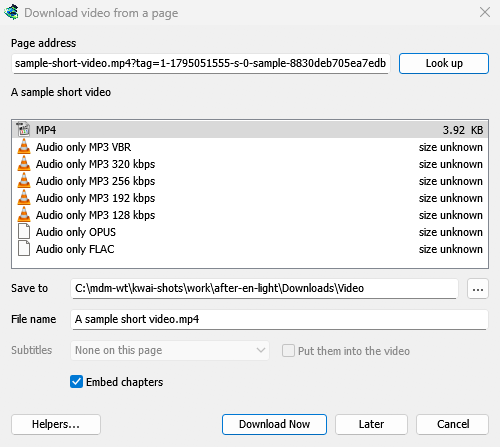 Download video from a page
Page address
sample-short-video.mp4?tag=1-1795051555-s-0-sample-8830deb705ea7edb
Look up
A sample short video
MP4 3.92 KB
Audio only MP3 VBR size unknown
Audio only MP3 320 kbps size unknown
Audio only MP3 256 kbps size unknown
Audio only MP3 192 kbps size unknown
Audio only MP3 128 kbps size unknown
Audio only OPUS size unknown
Audio only FLAC size unknown
Save to C:\mdm-wt\kwai-shots\work\after-en-light\Downloads\Video ...
File name A sample short video.mp4
Subtitles None on this page Put them into the video
Embed chapters
Helpers... Download Now Later Cancel